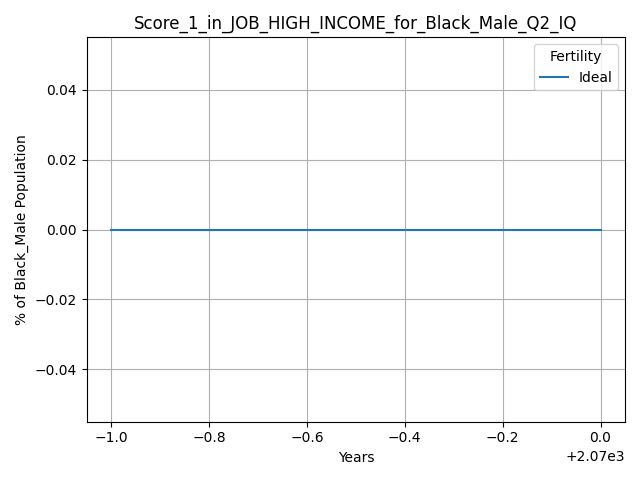 Score_1_in_JOB_HIGH_INCOME_for_Black_Male_Q2_IQ
Fertility
Ideal
% of Black_Male Population
0.04
0.02
0.00
−0.02
−0.04
−1.0 −0.8 −0.6 −0.4 −0.2 0.0
+2.07e3
Years